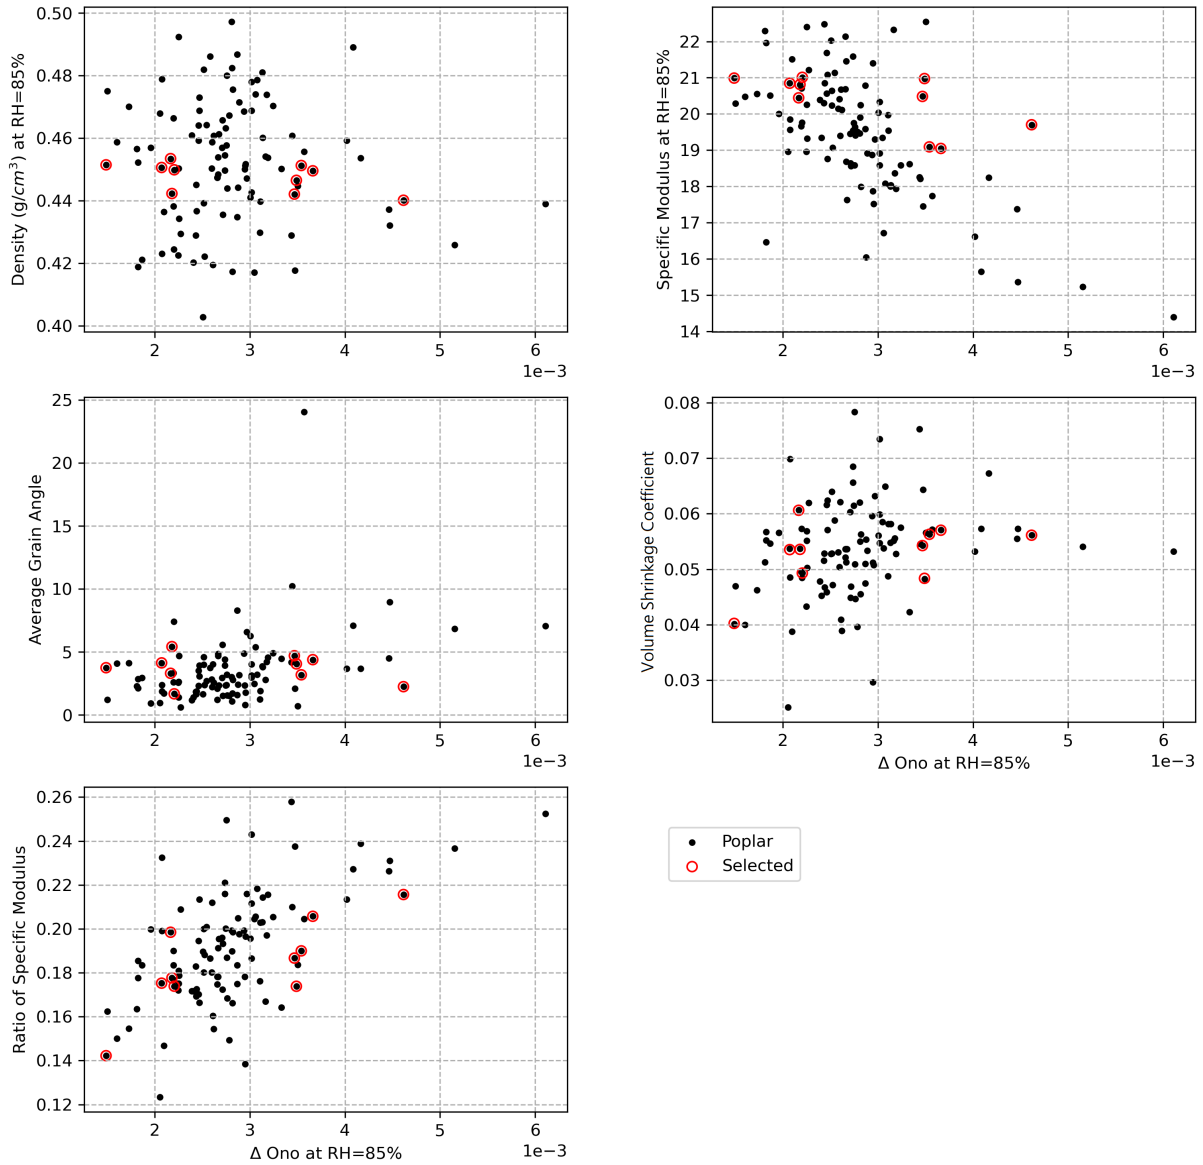 0.50
0.48
0.46
0.44
0.42
0.40
Density (g/cm³) at RH=85%
2 3 4 5 6
1e−3
22
21
20
19
18
17
16
15
14
Specific Modulus at RH=85%
2 3 4 5 6
1e−3
25
20
15
10
5
0
Average Grain Angle
2 3 4 5 6
1e−3
0.08
0.07
0.06
0.05
0.04
0.03
Volume Shrinkage Coefficient
2 3 4 5 6
Δ Ono at RH=85%
1e−3
0.26
0.24
0.22
0.20
0.18
0.16
0.14
0.12
Ratio of Specific Modulus
2 3 4 5 6
Δ Ono at RH=85%
1e−3
Poplar
Selected